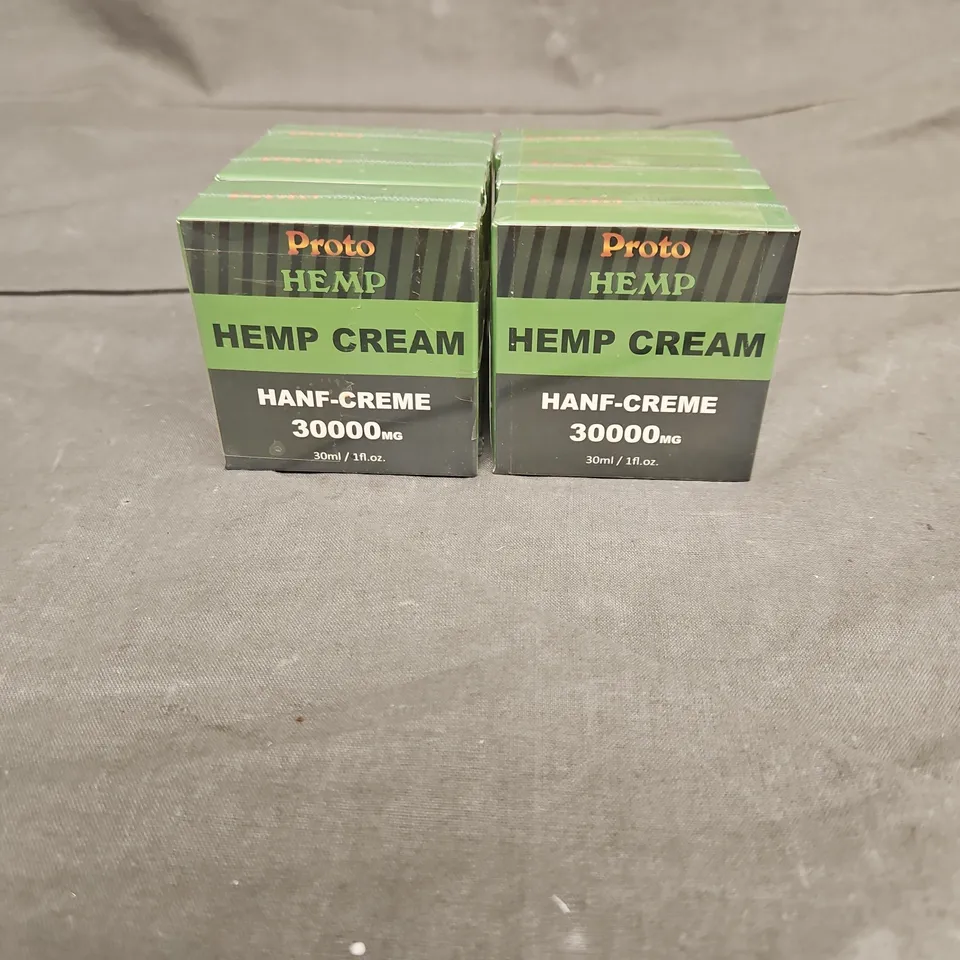 Proto
HEMP
HEMP CREAM
HANF-CREME
30000MG
30ml / 1fl.oz.
Proto
HEMP
HEMP CREAM
HANF-CREME
30000MG
30ml / 1fl.oz.